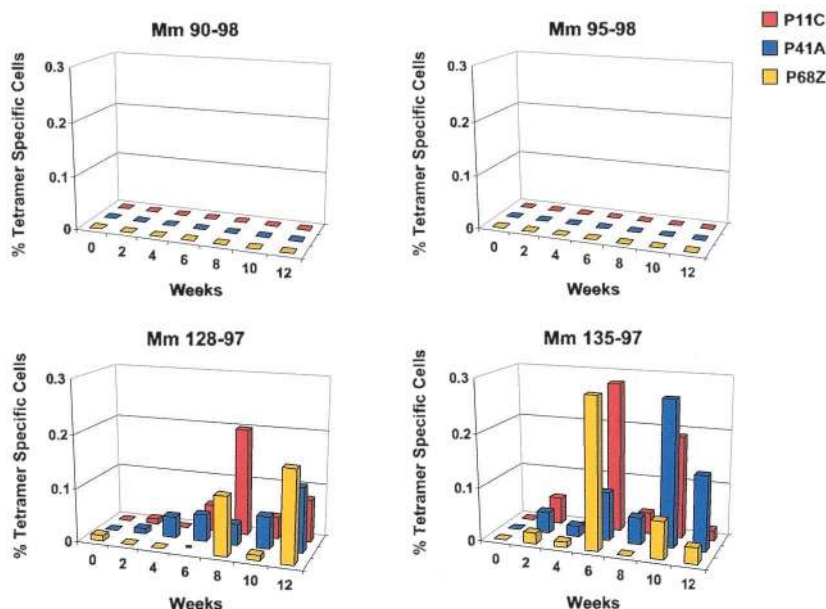 Mm 90-98
Mm 95-98
P11C
P41A
P68Z
% Tetramer Specific Cells
0.3
0.2
0.1
0
0 2 4 6 8 10 12
Weeks
% Tetramer Specific Cells
0.3
0.2
0.1
0
0 2 4 6 8 10 12
Weeks
Mm 128-97
Mm 135-97
% Tetramer Specific Cells
0.3
0.2
0.1
0
0 2 4 6 8 10 12
Weeks
% Tetramer Specific Cells
0.3
0.2
0.1
0
0 2 4 6 8 10 12
Weeks